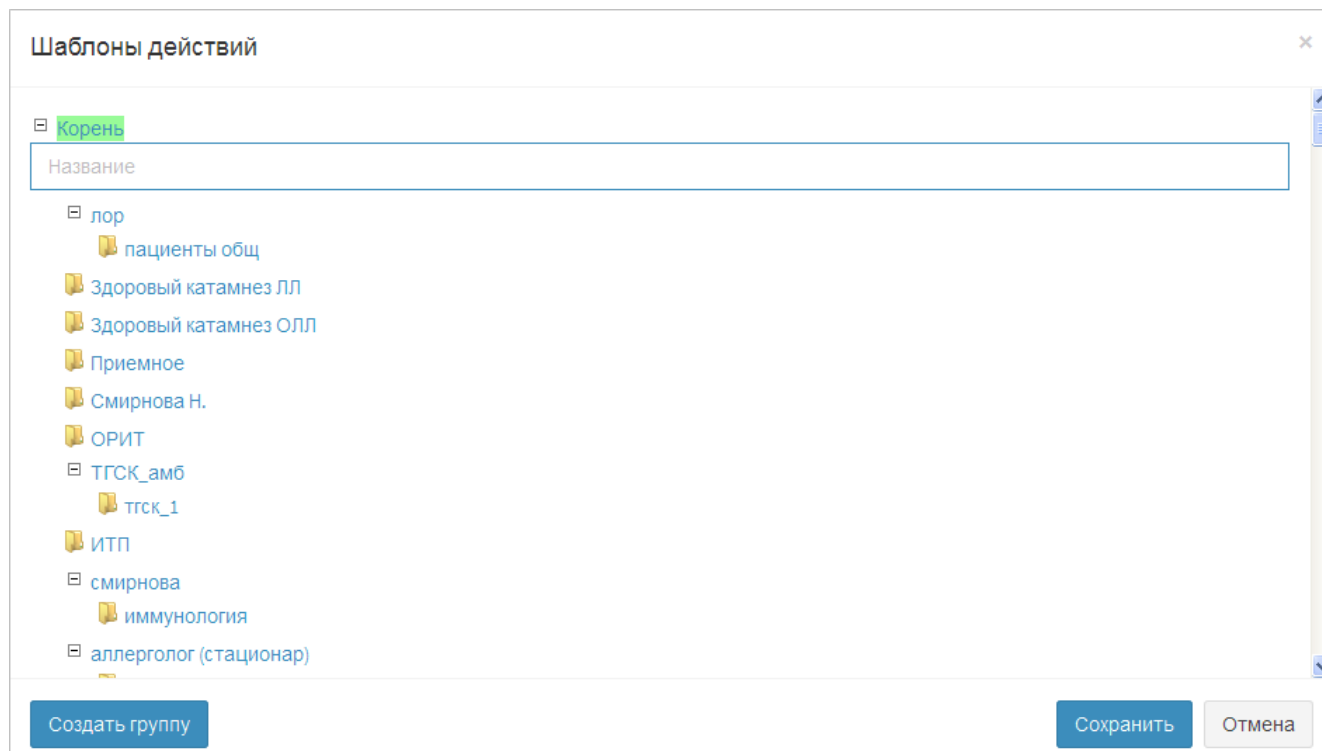 Шаблоны действий ×
Корень
Название
лор
пациенты общ
Здоровый катамнез ЛЛ
Здоровый катамнез ОЛЛ
Приемное
Смирнова Н.
ОРИТ
ТГСК_амб
тгск_1
ИТП
смирнова
иммунология
аллерголог (стационар)
Создать группу Сохранить Отмена